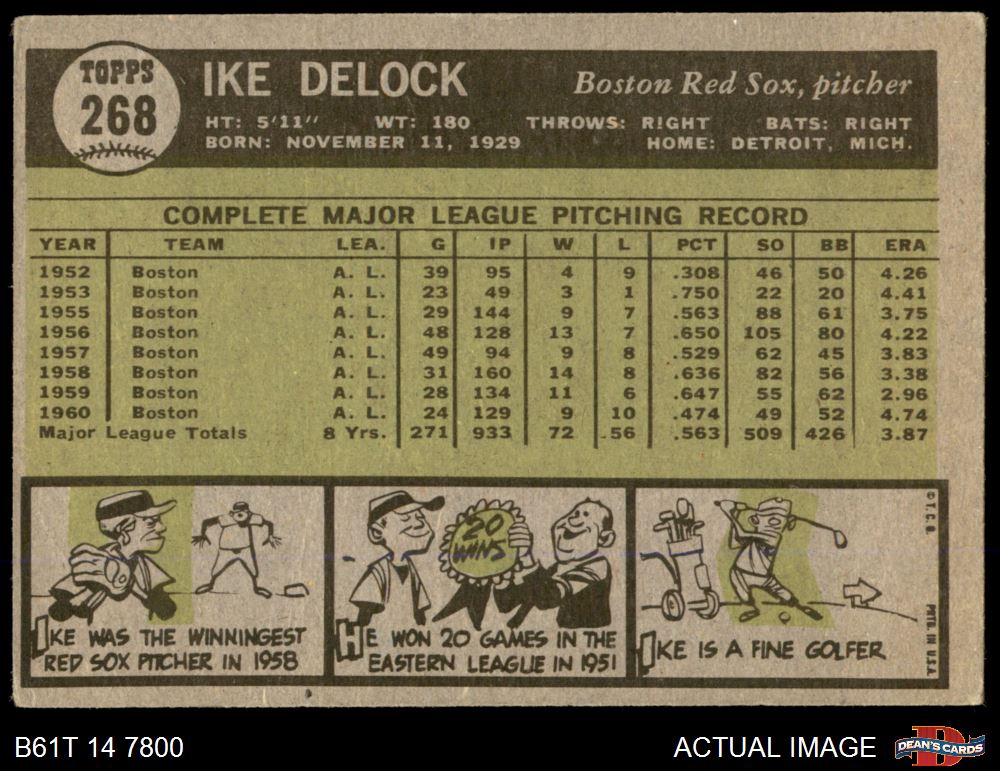 TOPPS
268
IKE DELOCK
Boston Red Sox, pitcher
HT: 5'11" WT: 180 THROWS: RIGHT BATS: RIGHT
BORN: NOVEMBER 11, 1929 HOME: DETROIT, MICH.
COMPLETE MAJOR LEAGUE PITCHING RECORD
YEAR TEAM LEA. G IP W L PCT SO BB ERA
1952 Boston A. L. 39 95 4 9 .308 46 50 4.26
1953 Boston A. L. 23 49 3 1 .750 22 20 4.41
1955 Boston A. L. 29 144 9 7 .563 88 61 3.75
1956 Boston A. L. 48 128 13 7 .650 105 80 4.22
1957 Boston A. L. 49 94 9 8 .529 62 45 3.83
1958 Boston A. L. 31 160 14 8 .636 82 56 3.38
1959 Boston A. L. 28 134 11 6 .647 55 62 2.96
1960 Boston A. L. 24 129 9 10 .474 49 52 4.74
Major League Totals 8 Yrs. 271 933 72 56 .563 509 426 3.87
IKE WAS THE WINNINGEST
RED SOX PITCHER IN 1958
20
WINS
HE WON 20 GAMES IN THE
EASTERN LEAGUE IN 1951
IKE IS A FINE GOLFER
© T.C.G.
PRTD. IN U.S.A.
B61T 14 7800
ACTUAL IMAGE
DEAN'S CARDS